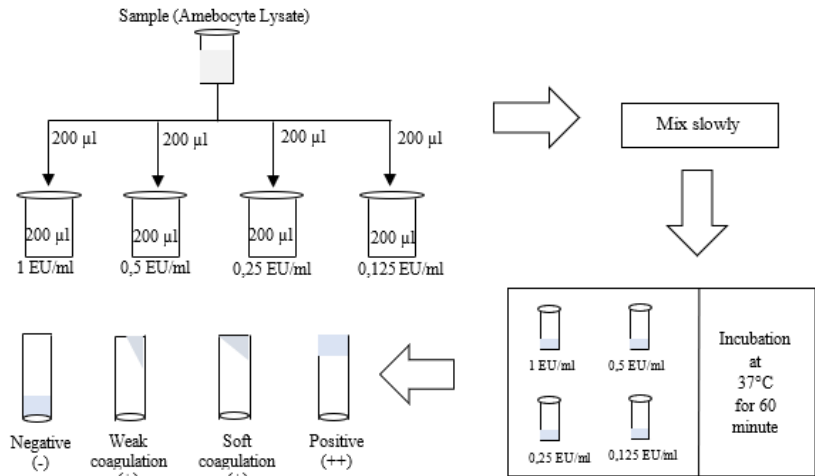 Sample (Amebocyte Lysate)
200 µl
200 µl
200 µl
200 µl
Mix slowly
200 µl
200 µl
200 µl
200 µl
1 EU/ml
0,5 EU/ml
0,25 EU/ml
0,125 EU/ml
1 EU/ml
0,5 EU/ml
0,25 EU/ml
0,125 EU/ml
Incubation
at
37°C
for 60
minute
Negative
(-)
Weak
coagulation
Soft
coagulation
Positive
(++)